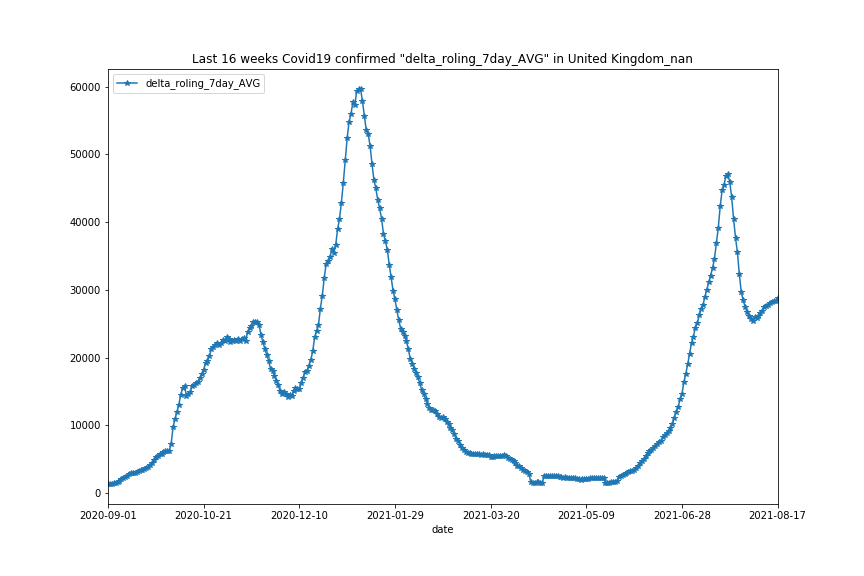 Last 16 weeks Covid19 confirmed "delta_roling_7day_AVG" in United Kingdom_nan
delta_roling_7day_AVG
60000
50000
40000
30000
20000
10000
0
2020-09-01 2020-10-21 2020-12-10 2021-01-29 2021-03-20 2021-05-09 2021-06-28 2021-08-17
date